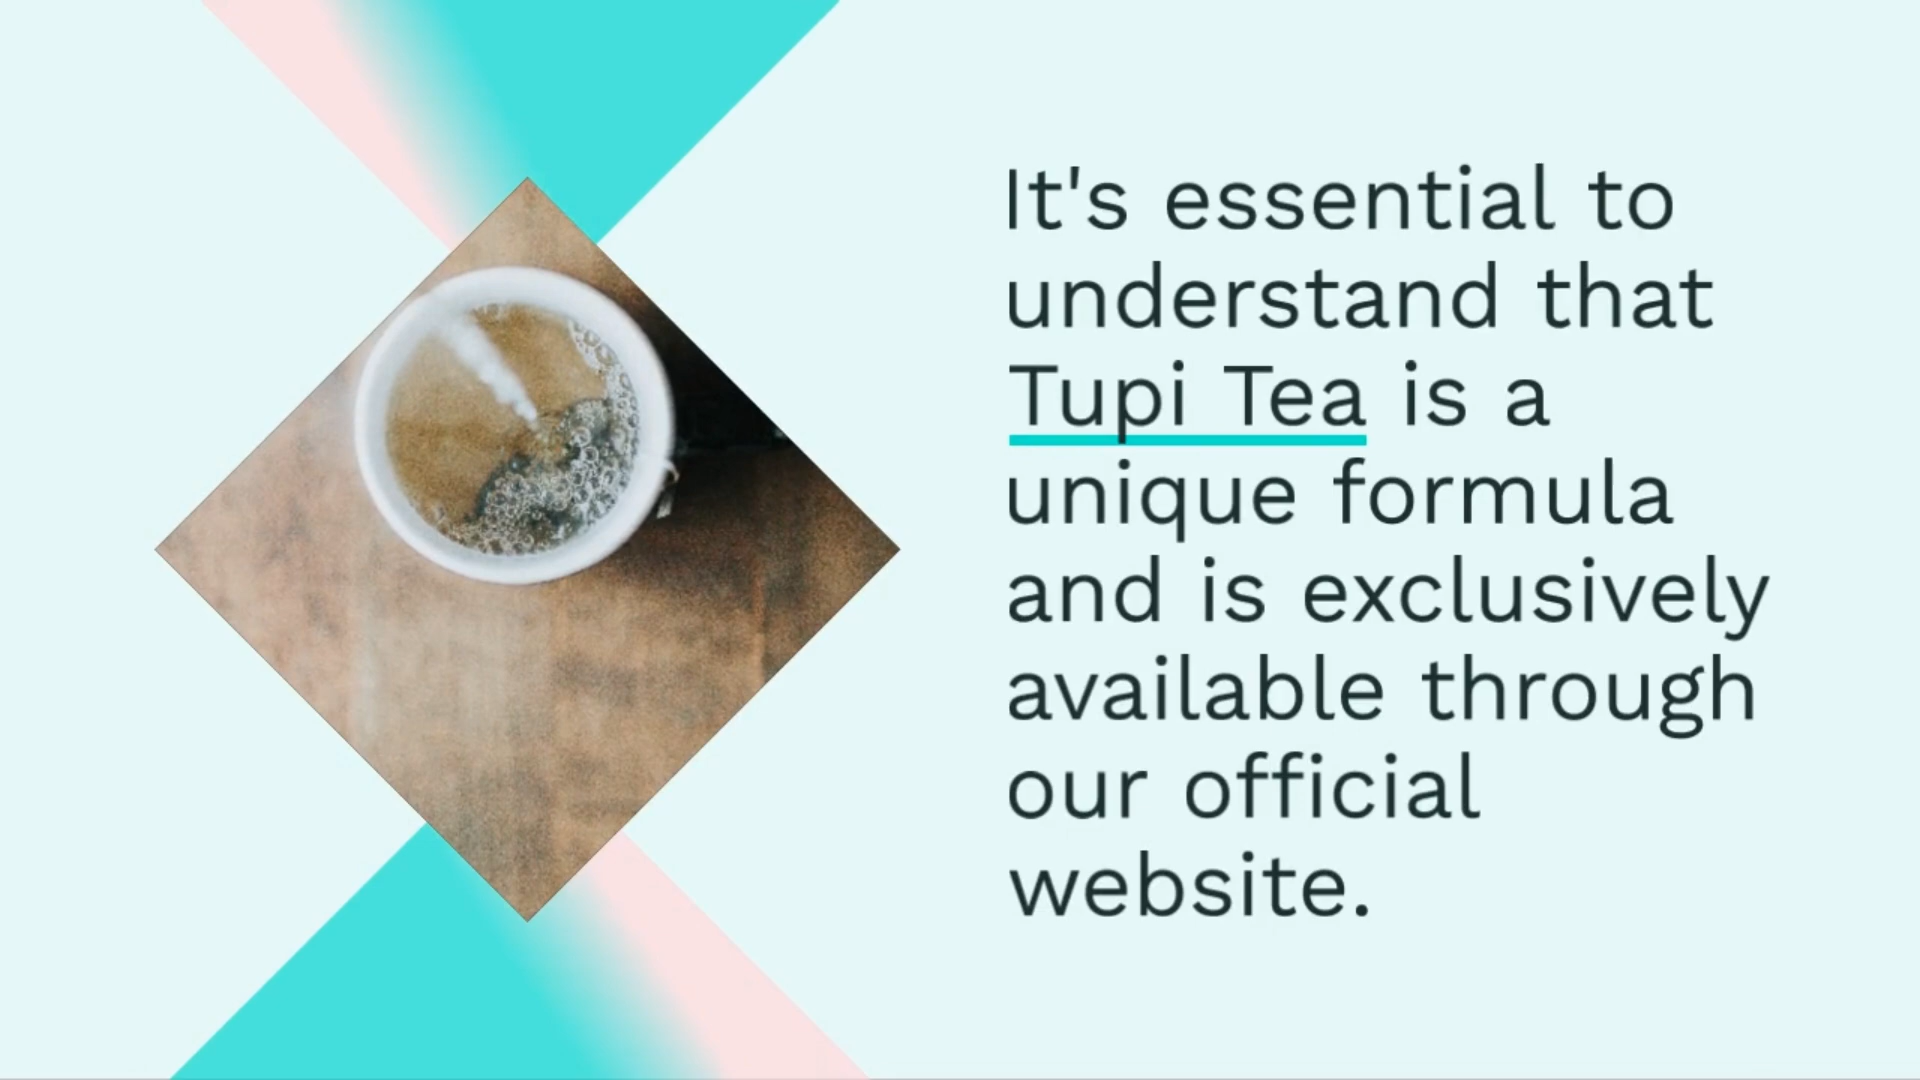 It's essential to
understand that
Tupi Tea is a
unique formula
and is exclusively
available through
our official
website.